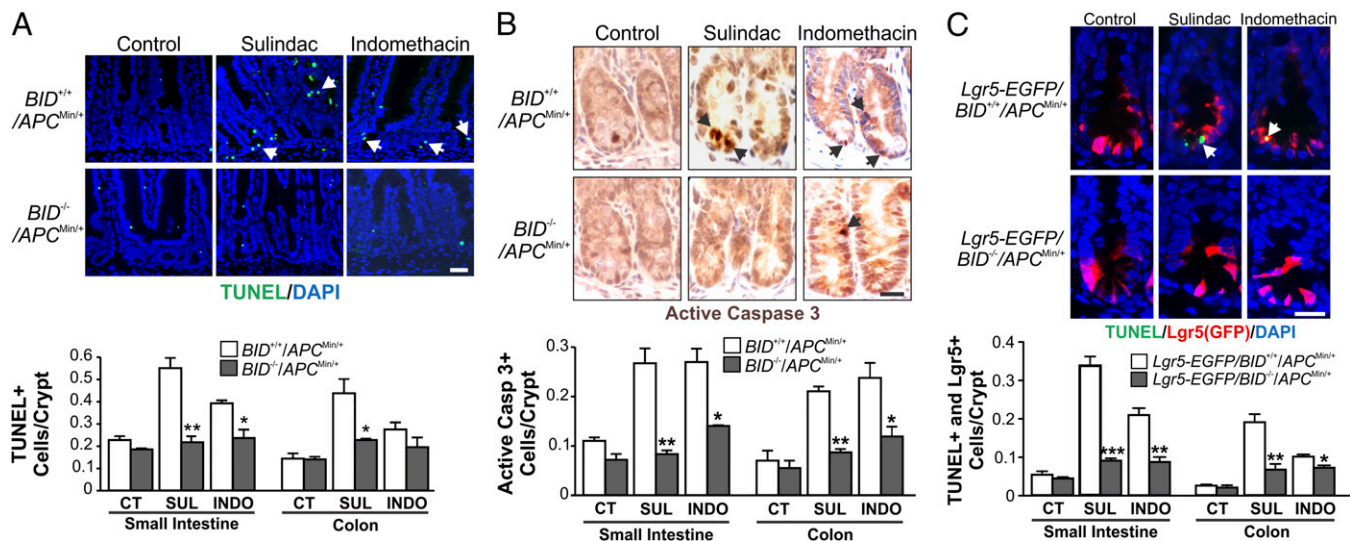 A
Control Sulindac Indomethacin
BID+/+
/APCMin/+
BID-/-
/APCMin/+
TUNEL/DAPI
TUNEL+
Cells/Crypt
0.6
0.5
0.4
0.3
0.2
0.1
0
BID+/+/APCMin/+
BID-/-/APCMin/+
** * *
CT SUL INDO CT SUL INDO
Small Intestine Colon
B
Control Sulindac Indomethacin
BID+/+
/APCMin/+
BID-/-
/APCMin/+
Active Caspase 3
Active Casp 3+
Cells/Crypt
0.3
0.2
0.1
0
BID+/+/APCMin/+
BID-/-/APCMin/+
** * ** *
CT SUL INDO CT SUL INDO
Small Intestine Colon
C
Control Sulindac Indomethacin
Lgr5-EGFP/
BID+/+/APCMin/+
Lgr5-EGFP/
BID-/-/APCMin/+
TUNEL/Lgr5(GFP)/DAPI
TUNEL+ and Lgr5+
Cells/Crypt
0.4
0.3
0.2
0.1
0
Lgr5-EGFP/BID+/+/APCMin/+
Lgr5-EGFP/BID-/-/APCMin/+
*** ** ** *
CT SUL INDO CT SUL INDO
Small Intestine Colon